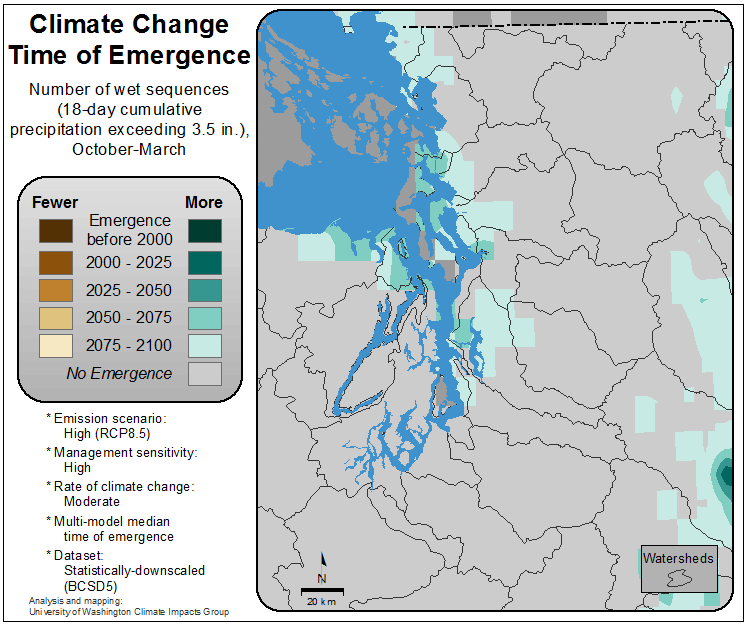 Climate Change
Time of Emergence
Number of wet sequences
(18-day cumulative
precipitation exceeding 3.5 in.),
October-March
Fewer More
Emergence
before 2000
2000 - 2025
2025 - 2050
2050 - 2075
2075 - 2100
No Emergence
* Emission scenario:
High (RCP8.5)
* Management sensitivity:
High
* Rate of climate change:
Moderate
* Multi-model median
time of emergence
* Dataset:
Statistically-downscaled
(BCSD5)
Analysis and mapping:
University of Washington Climate Impacts Group
N
20 km
Watersheds